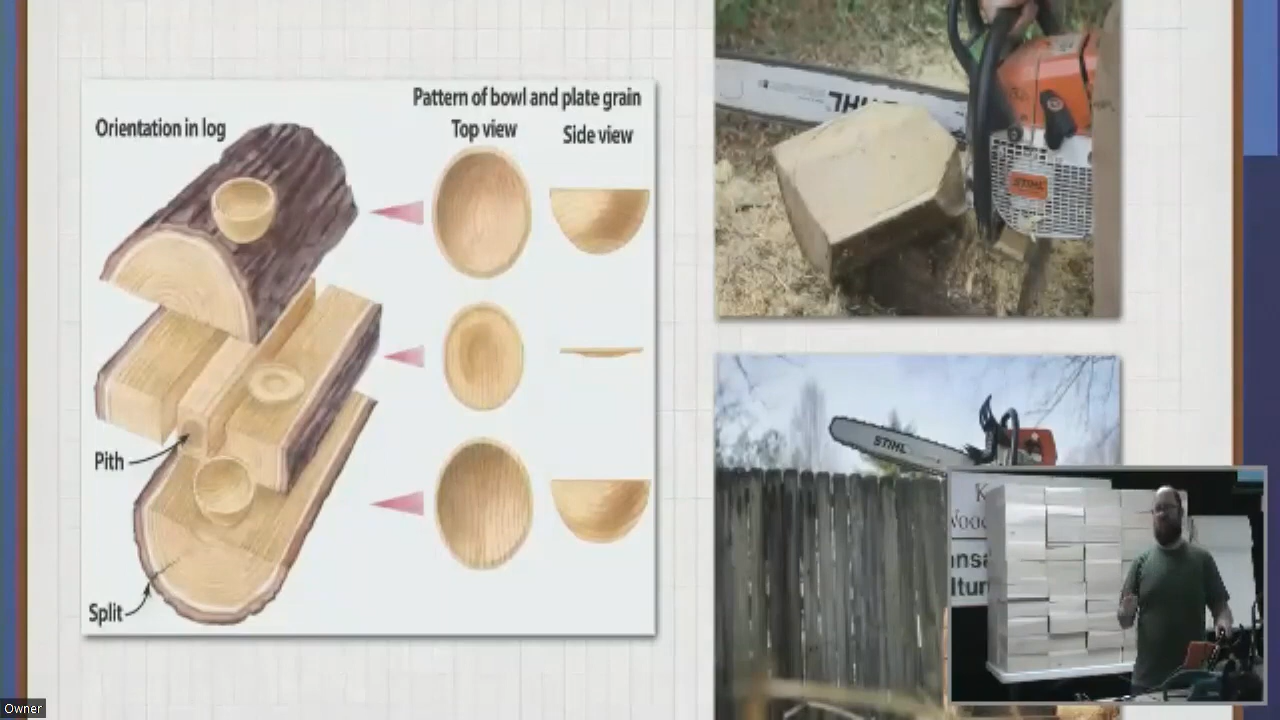 Pattern of bowl and plate grain
Orientation in log
Top view
Side view
Pith
Split
STIHL
STIHL
STIHL
Owner